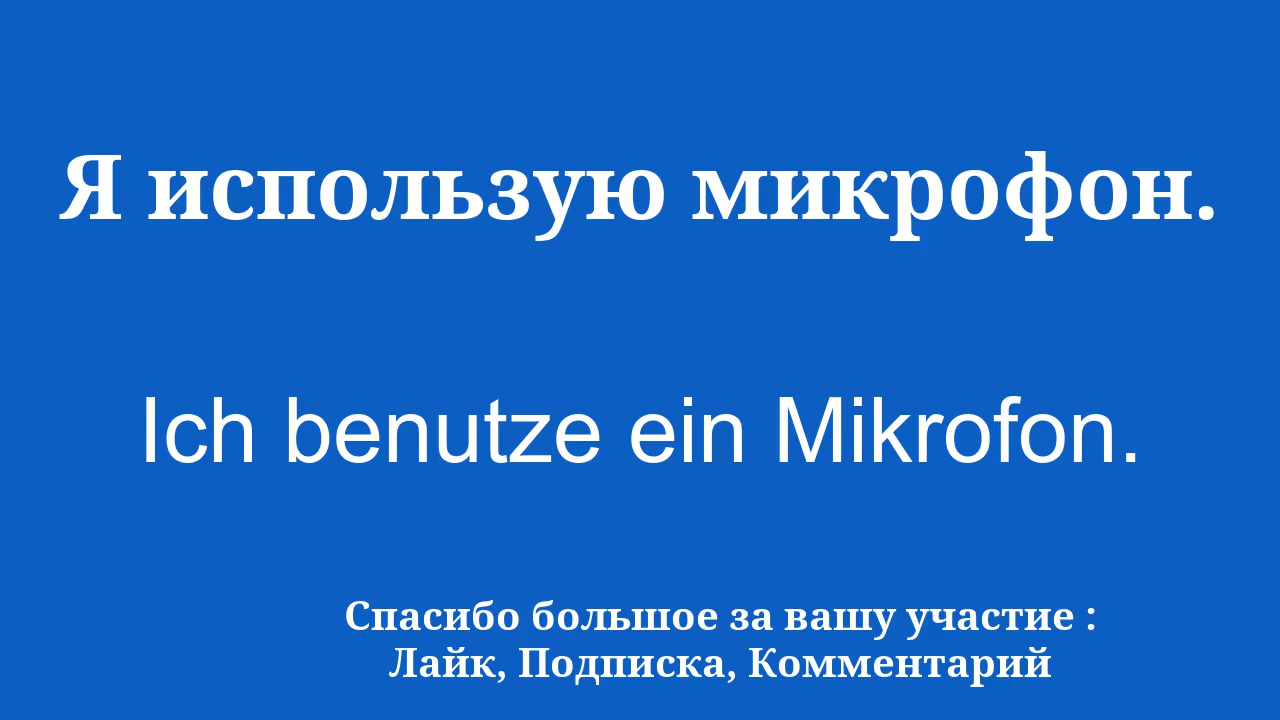 Я использую микрофон.
Ich benutze ein Mikrofon.
Спасибо большое за вашу участие :
Лайк, Подписка, Комментарий